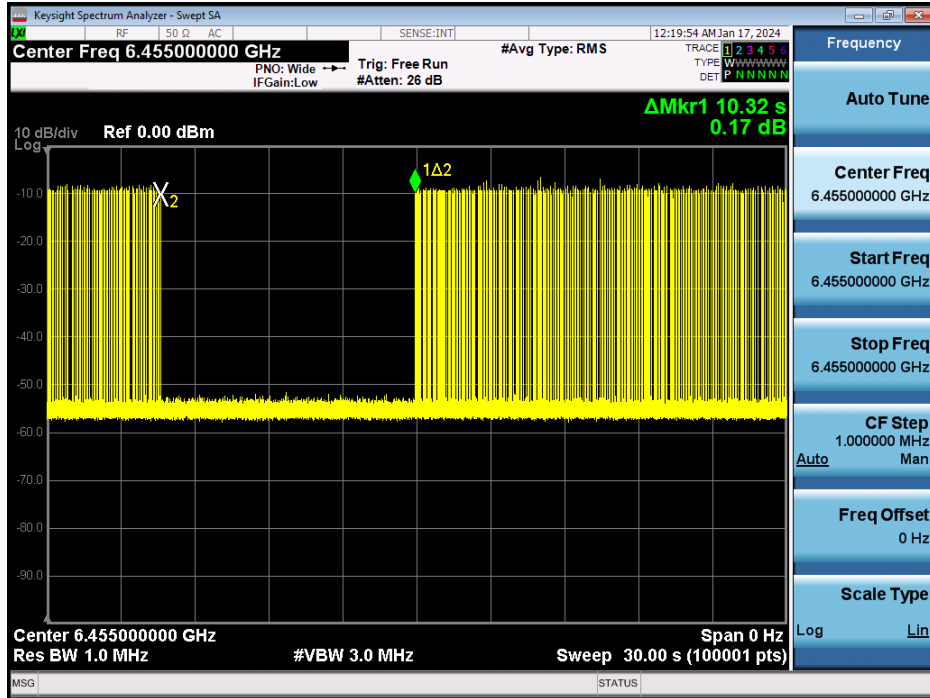 Keysight Spectrum Analyzer - Swept SA
LXI RF 50 Ω AC SENSE:INT 12:19:54 AM Jan 17, 2024
Center Freq 6.455000000 GHz
#Avg Type: RMS
TRACE 1 2 3 4 5 6
PNO: Wide
Trig: Free Run
TYPE WWWWWW
IFGain:Low
#Atten: 26 dB
DET P N N N N N
ΔMkr1 10.32 s
0.17 dB
10 dB/div Ref 0.00 dBm
Log
1Δ2
2
-10.0
-20.0
-30.0
-40.0
-50.0
-60.0
-70.0
-80.0
-90.0
Center 6.455000000 GHz Span 0 Hz
Res BW 1.0 MHz #VBW 3.0 MHz Sweep 30.00 s (100001 pts)
MSG STATUS
Frequency
Auto Tune
Center Freq
6.455000000 GHz
Start Freq
6.455000000 GHz
Stop Freq
6.455000000 GHz
CF Step
1.000000 MHz
Auto Man
Freq Offset
0 Hz
Scale Type
Log Lin